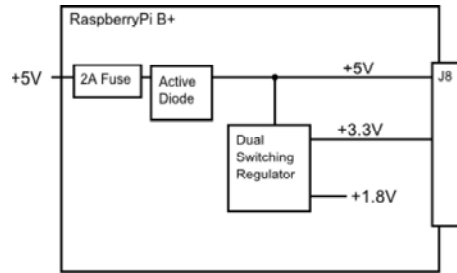 RaspberryPi B+
+5V
2A Fuse
Active
Diode
+5V
J8
Dual
Switching
Regulator
+3.3V
+1.8V